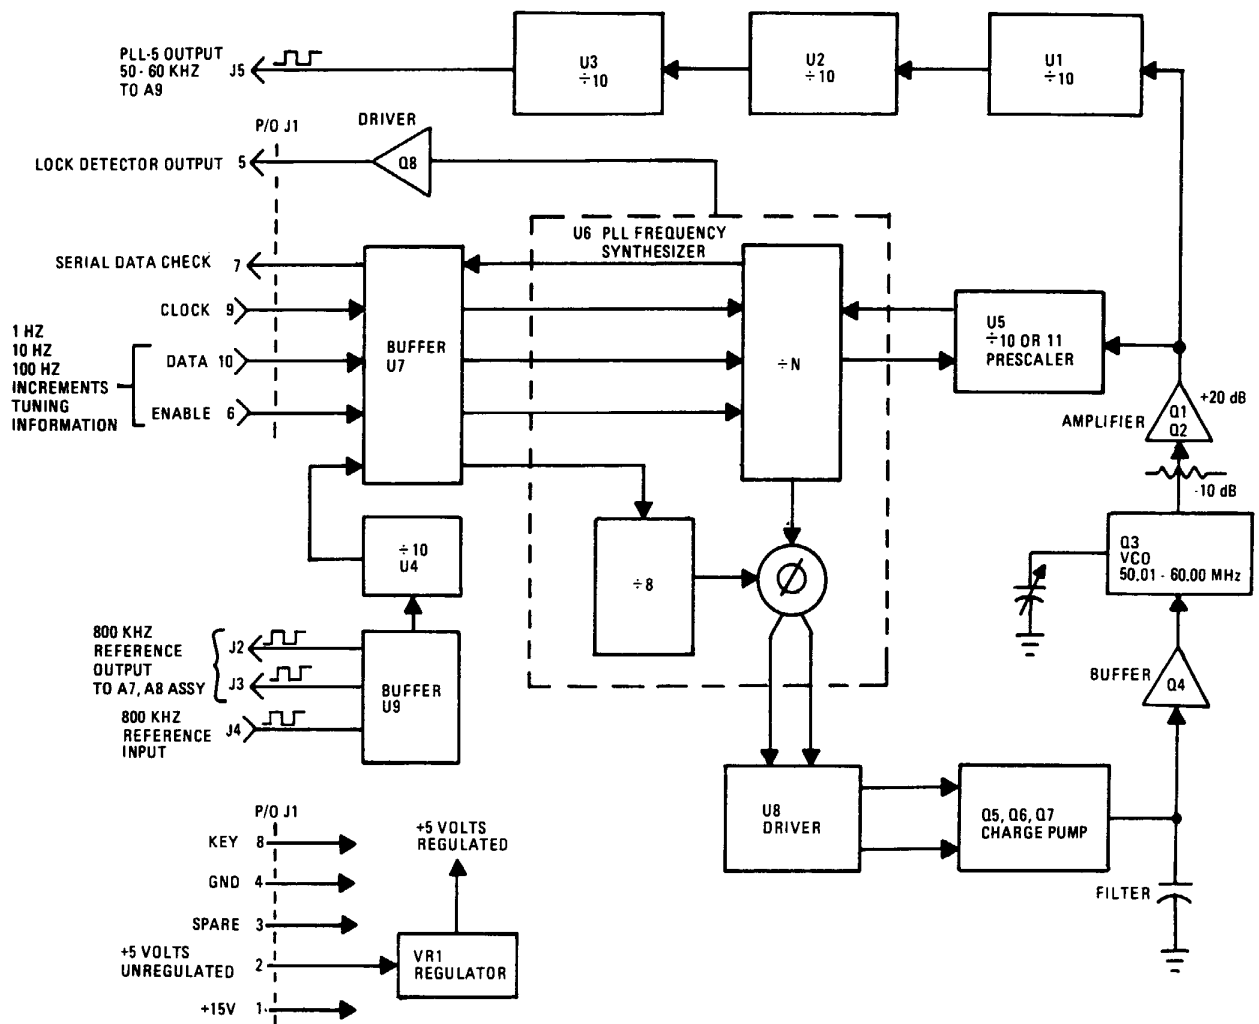 PLL-5 OUTPUT
50 - 60 KHZ
TO A9
J5
U3
÷10
U2
÷10
U1
÷10
P/O J1
DRIVER
Q8
LOCK DETECTOR OUTPUT 5
U6 PLL FREQUENCY
SYNTHESIZER
SERIAL DATA CHECK 7
CLOCK 9
DATA 10
ENABLE 6
1 HZ
10 HZ
100 HZ
INCREMENTS
TUNING
INFORMATION
BUFFER
U7
÷N
U5
÷10 OR 11
PRESCALER
AMPLIFIER
Q1
Q2
+20 dB
-10 dB
÷10
U4
÷8
Ø
Q3
VCO
50.01 - 60.00 MHz
BUFFER
Q4
800 KHZ
REFERENCE
OUTPUT
TO A7, A8 ASSY
J2
J3
800 KHZ
REFERENCE
INPUT
J4
BUFFER
U9
U8
DRIVER
Q5, Q6, Q7
CHARGE PUMP
FILTER
P/O J1
KEY 8
GND 4
SPARE 3
+5 VOLTS
UNREGULATED 2
+15V 1
+5 VOLTS
REGULATED
VR1
REGULATOR